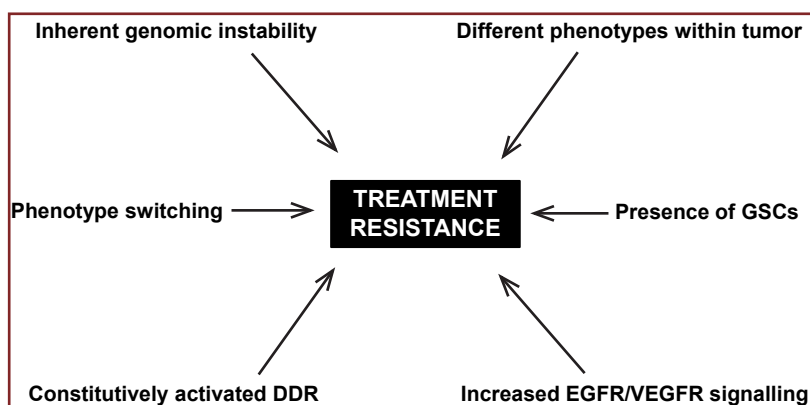 Inherent genomic instability
Different phenotypes within tumor
Phenotype switching
TREATMENT
RESISTANCE
Presence of GSCs
Constitutively activated DDR
Increased EGFR/VEGFR signalling